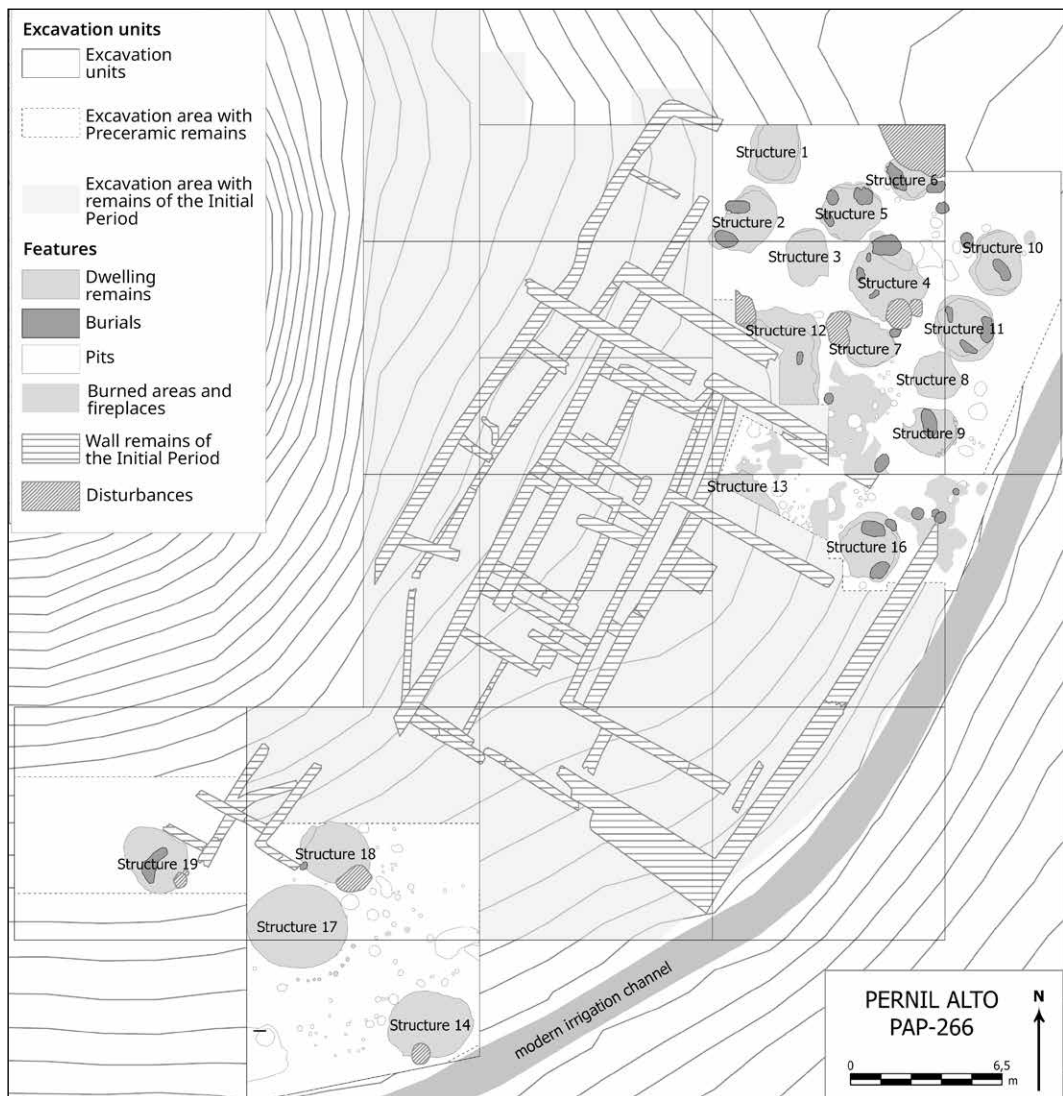 Excavation units
Excavation
units
Excavation area with
Preceramic remains
Excavation area with
remains of the Initial
Period
Features
Dwelling
remains
Burials
Pits
Burned areas and
fireplaces
Wall remains of
the Initial Period
Disturbances
Structure 1
Structure 6
Structure 2
Structure 5
Structure 3
Structure 10
Structure 4
Structure 12
Structure 11
Structure 7
Structure 8
Structure 9
Structure 13
Structure 16
Structure 19
Structure 18
Structure 17
Structure 14
modern irrigation channel
PERNIL ALTO
PAP-266
N
0
6,5
m